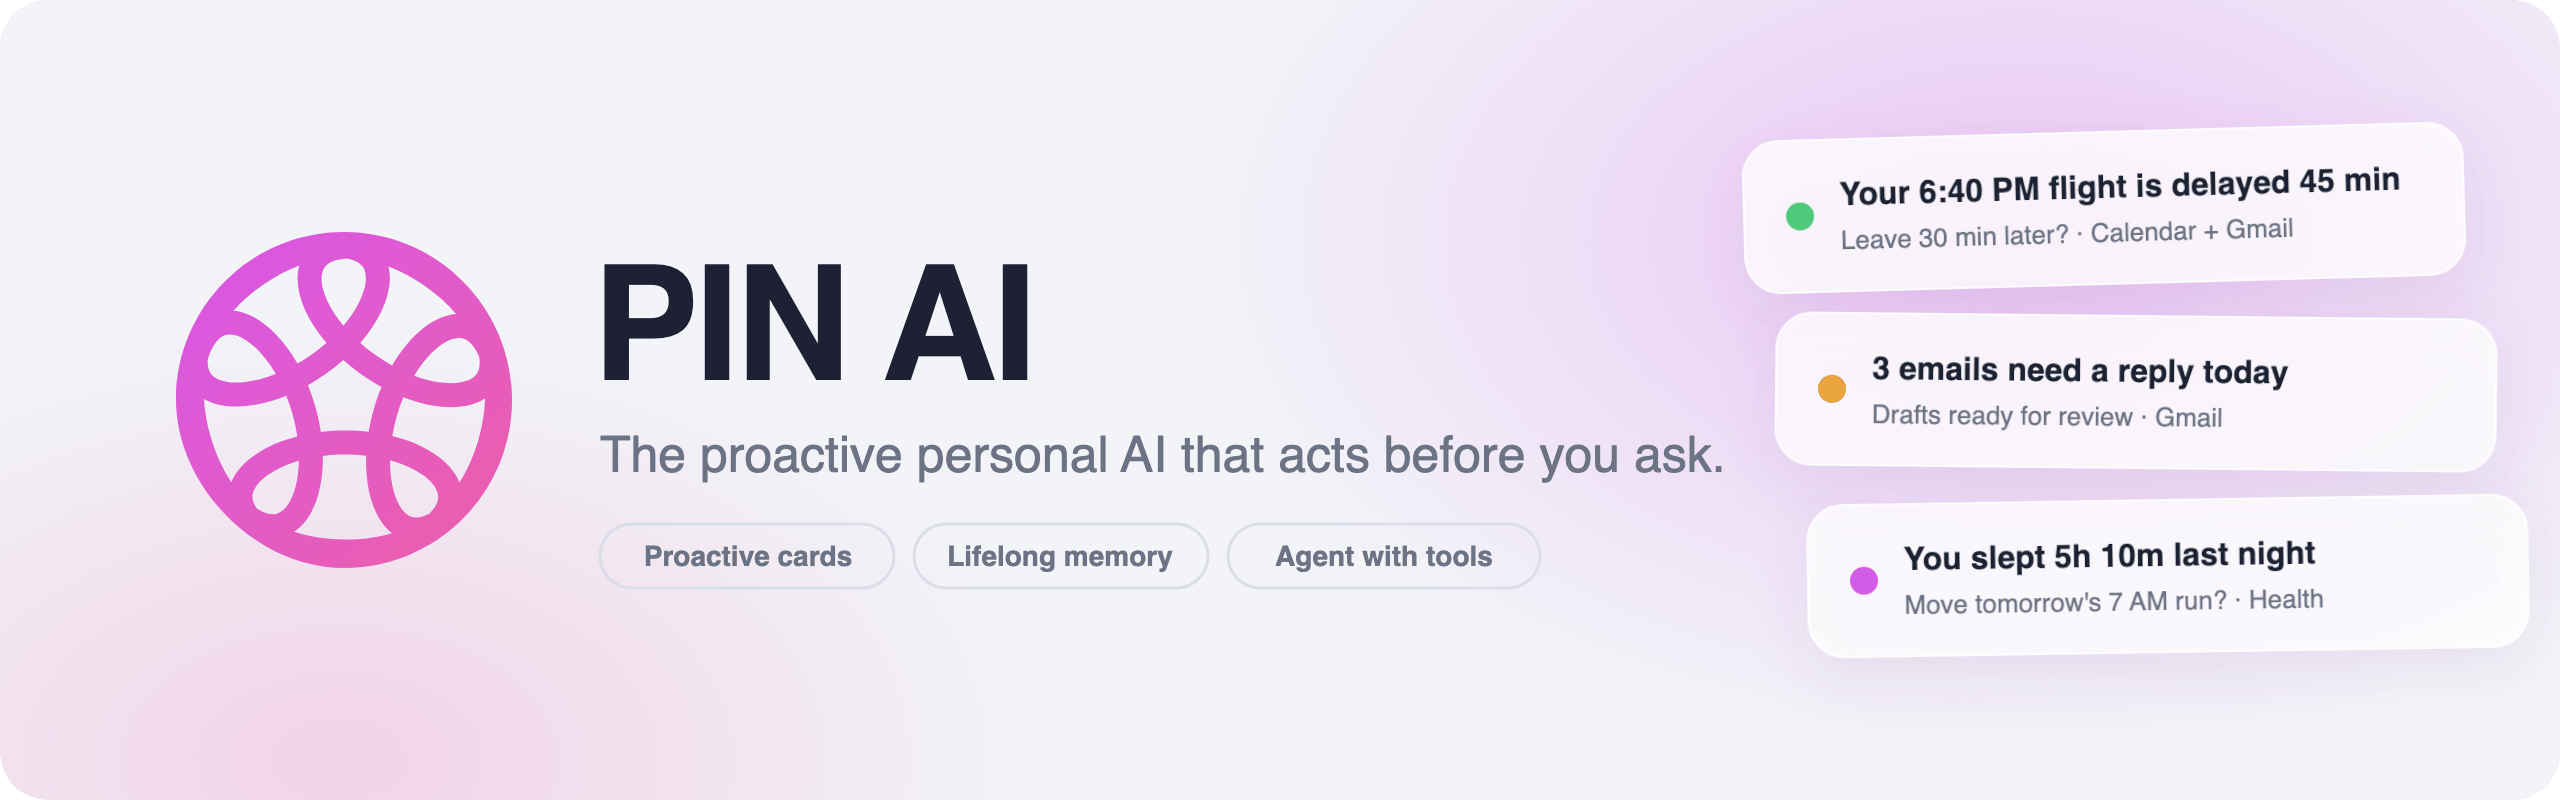 PIN AI
The proactive personal AI that acts before you ask.
Proactive cards
Lifelong memory
Agent with tools
Your 6:40 PM flight is delayed 45 min
Leave 30 min later? · Calendar + Gmail
3 emails need a reply today
Drafts ready for review · Gmail
You slept 5h 10m last night
Move tomorrow's 7 AM run? · Health